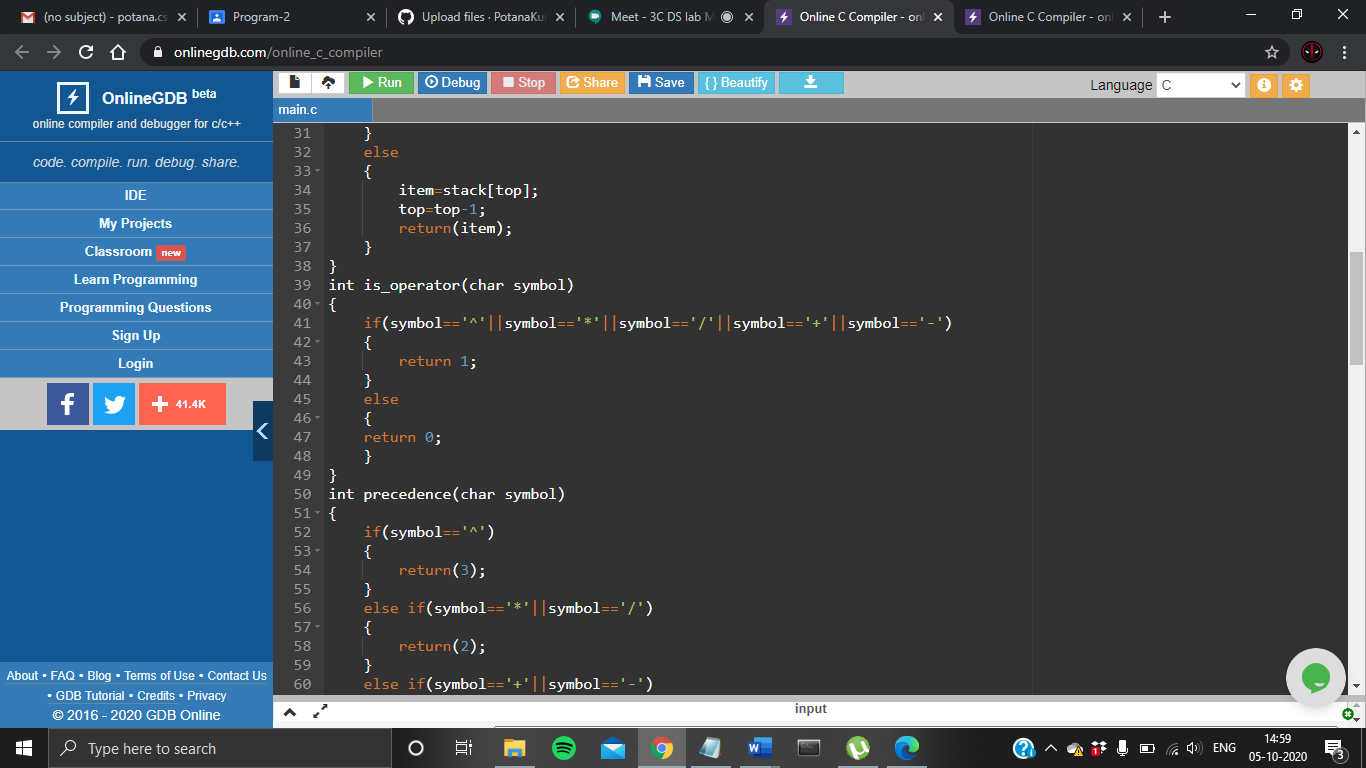 (no subject) - potana.cs
Program-2
Upload files · PotanaKu
Meet - 3C DS lab M
Online C Compiler - onl
Online C Compiler - onl
onlinegdb.com/online_c_compiler
OnlineGDB beta
online compiler and debugger for c/c++
code. compile. run. debug. share.
IDE
My Projects
Classroom new
Learn Programming
Programming Questions
Sign Up
Login
f
41.4K
About • FAQ • Blog • Terms of Use • Contact Us
• GDB Tutorial • Credits • Privacy
© 2016 - 2020 GDB Online
Run Debug Stop Share Save { } Beautify
Language C
main.c
31 }
32 else
33 {
34 item=stack[top];
35 top=top-1;
36 return(item);
37 }
38 }
39 int is_operator(char symbol)
40 {
41 if(symbol=='^'||symbol=='*'||symbol=='/'||symbol=='+'||symbol=='-')
42 {
43 return 1;
44 }
45 else
46 {
47 return 0;
48 }
49 }
50 int precedence(char symbol)
51 {
52 if(symbol=='^')
53 {
54 return(3);
55 }
56 else if(symbol=='*'||symbol=='/')
57 {
58 return(2);
59 }
60 else if(symbol=='+'||symbol=='-')
input
Type here to search
ENG
14:59
05-10-2020
3